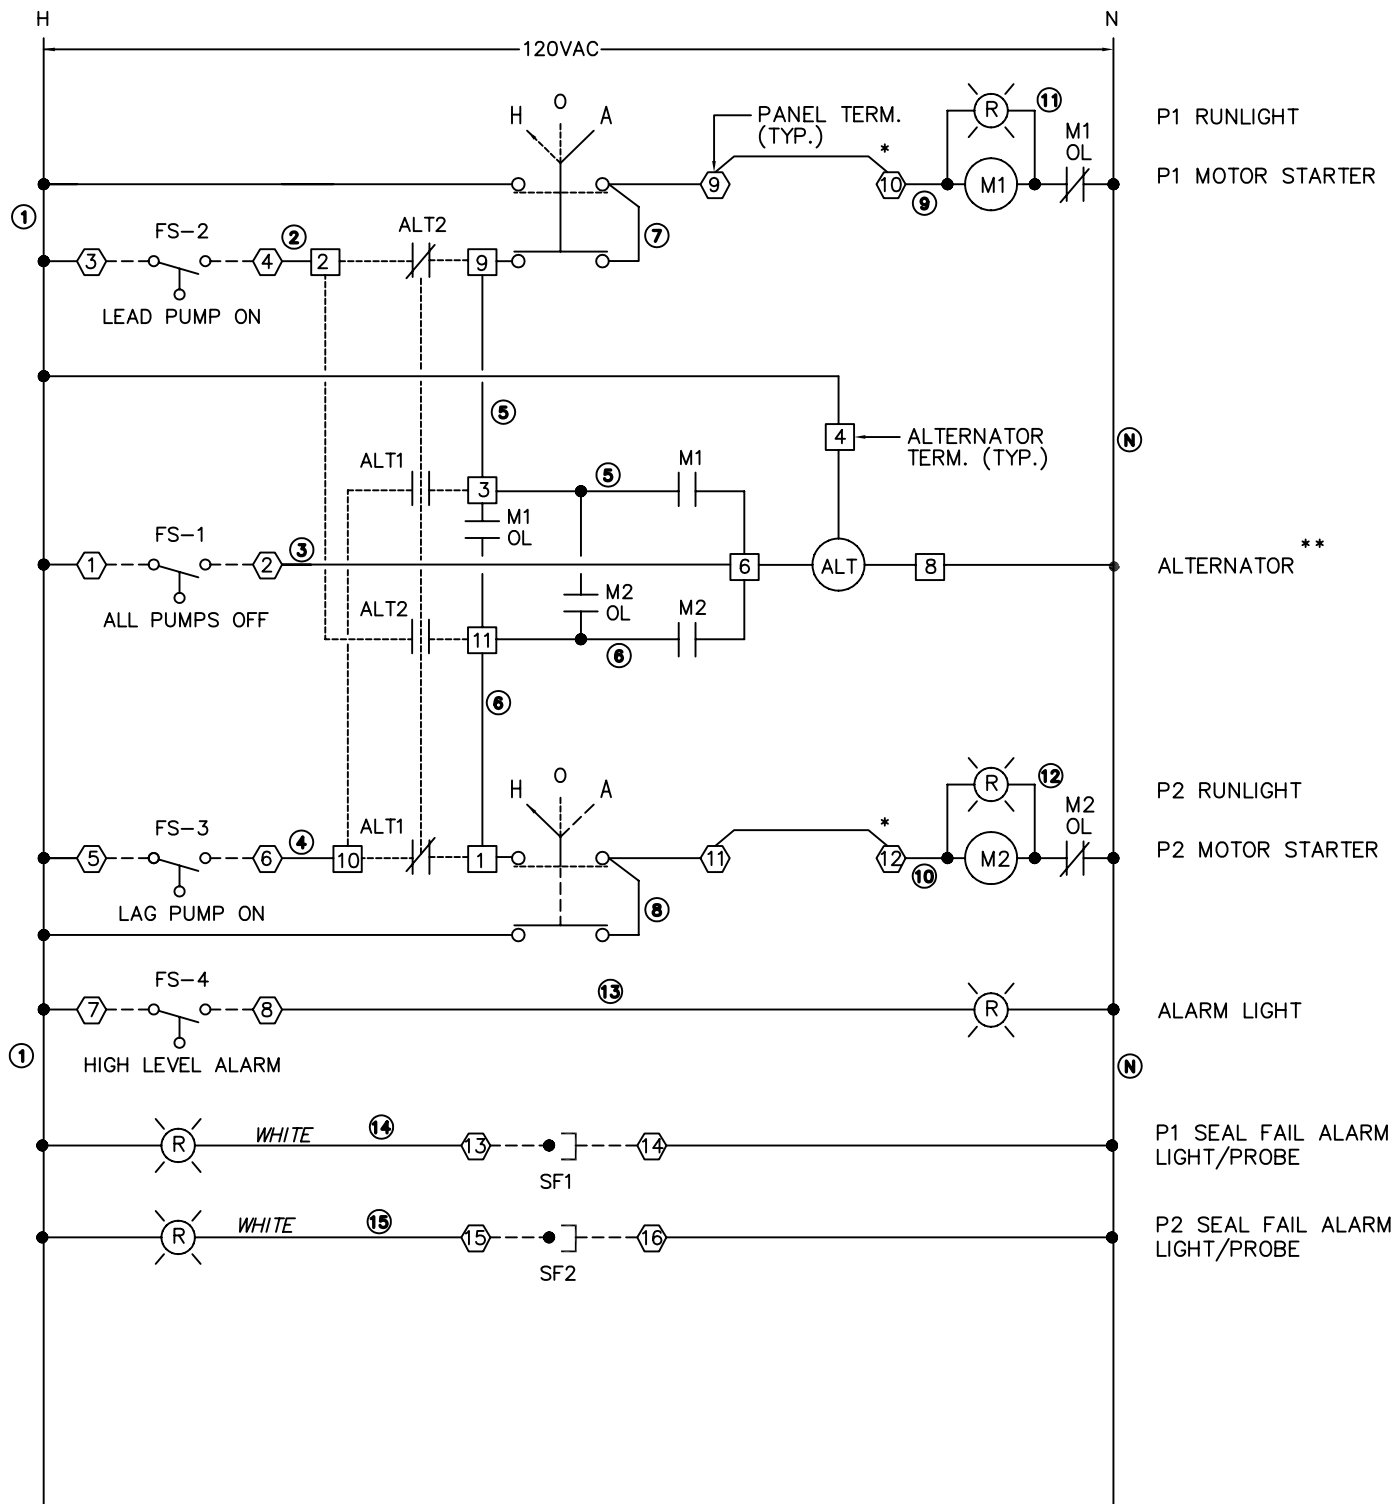 H N
120VAC
H O A
PANEL TERM.
(TYP.)
R 11
P1 RUNLIGHT
M1
OL
*
9 10 9 M1
P1 MOTOR STARTER
1
FS-2
2
ALT2
7
3 4 2 9
LEAD PUMP ON
5
4
ALTERNATOR
TERM. (TYP.)
N
ALT1
3
5
M1
M1
OL
FS-1
3
1 2 6 ALT 8
ALTERNATOR **
ALL PUMPS OFF
ALT2
M2
OL
M2
11
6
6
H O A
R 12
P2 RUNLIGHT
M2
OL
FS-3
4
ALT1
*
5 6 10 1 11 12 10 M2
P2 MOTOR STARTER
LAG PUMP ON
8
FS-4
13
7 8 R
ALARM LIGHT
1
HIGH LEVEL ALARM
N
R WHITE 14 13 14
SF1
P1 SEAL FAIL ALARM
LIGHT/PROBE
R WHITE 15 15 16
SF2
P2 SEAL FAIL ALARM
LIGHT/PROBE